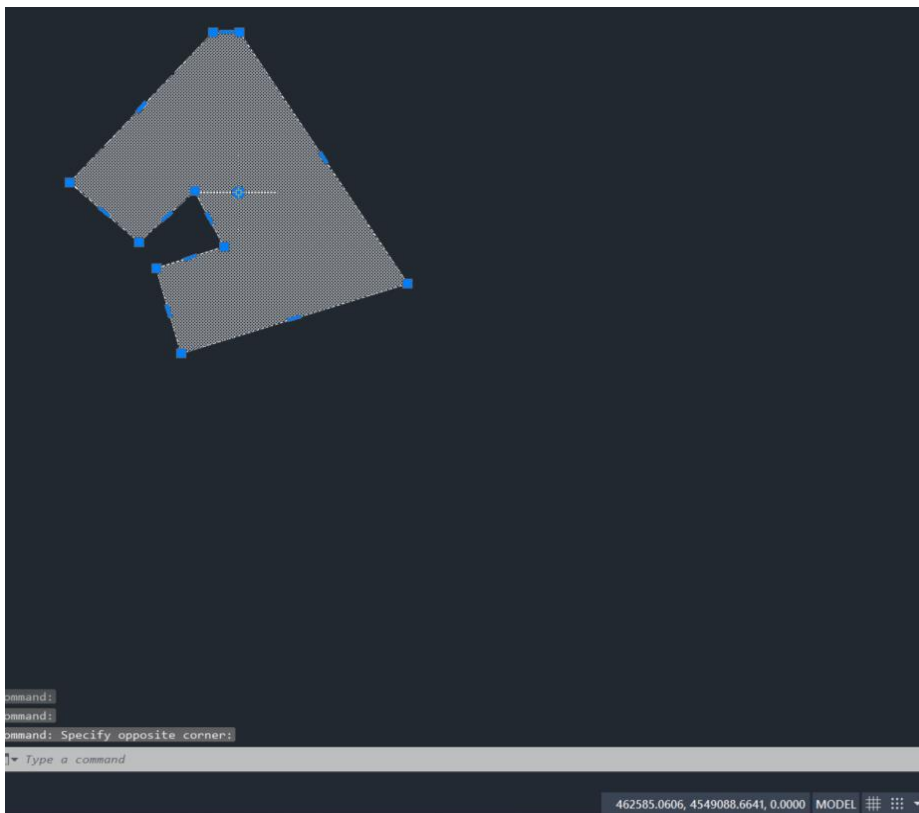 ommand:
ommand:
ommand: Specify opposite corner:
Type a command
462585.0606, 4549088.6641, 0.0000 MODEL